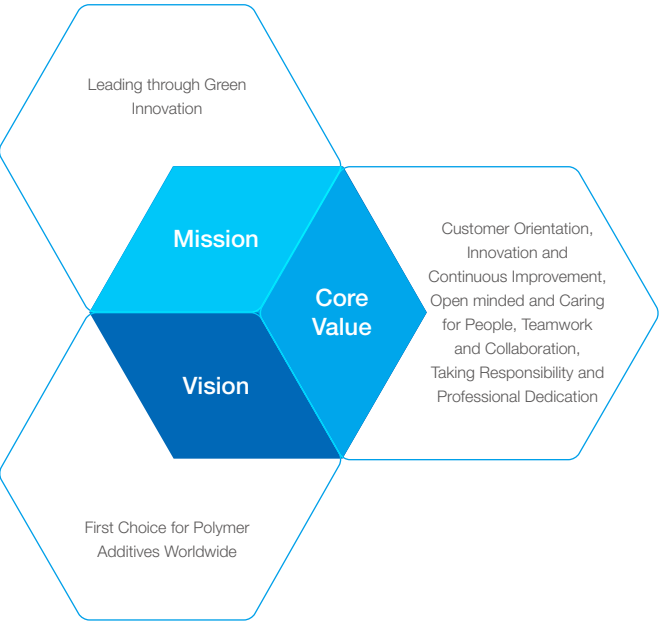 Leading through Green
Innovation
Mission
Core
Value
Customer Orientation,
Innovation and
Continuous Improvement,
Open minded and Caring
for People, Teamwork
and Collaboration,
Taking Responsibility and
Professional Dedication
Vision
First Choice for Polymer
Additives Worldwide